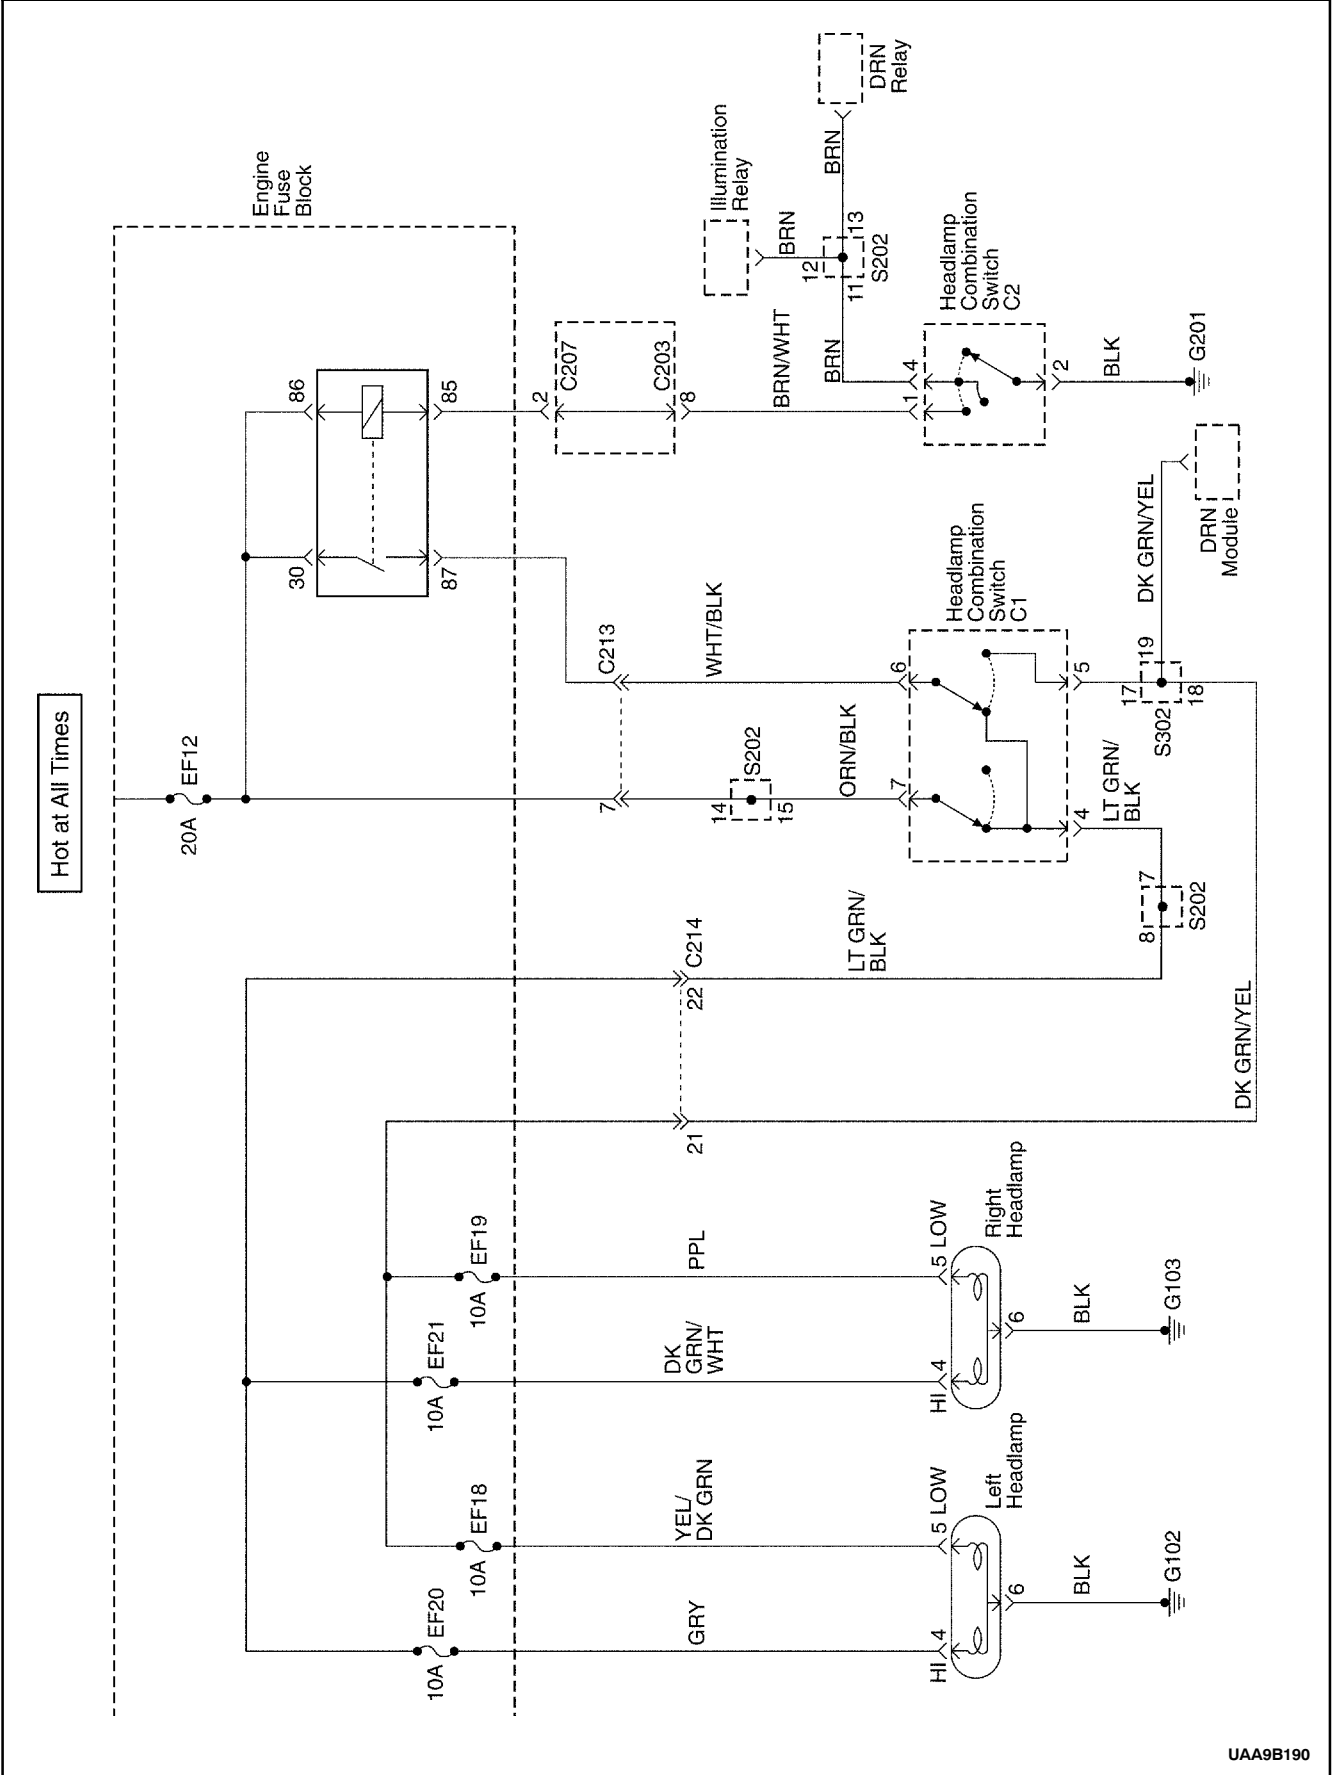 Hot at All Times
Engine
Fuse
Block
20A
EF12
30
86
87
85
DRN
Relay
Illumination
Relay
BRN
BRN
12
13
11
S202
2
C207
C203
8
BRN/WHT
BRN
Headlamp
Combination
Switch
C2
1
4
2
BLK
G201
C213
7
WHT/BLK
14
S202
15
ORN/BLK
7
6
Headlamp
Combination
Switch
C1
4
5
LT GRN/
BLK
17
19
18
S302
DK GRN/YEL
DRN
Module
7
8
S202
LT GRN/
BLK
C214
22
21
DK GRN/YEL
10A
EF20
10A
EF18
10A
EF21
10A
EF19
GRY
YEL/
DK GRN
DK
GRN/
WHT
PPL
HI
4
5
LOW
6
Left
Headlamp
BLK
G102
HI
4
5
LOW
6
Right
Headlamp
BLK
G103
UAA9B190